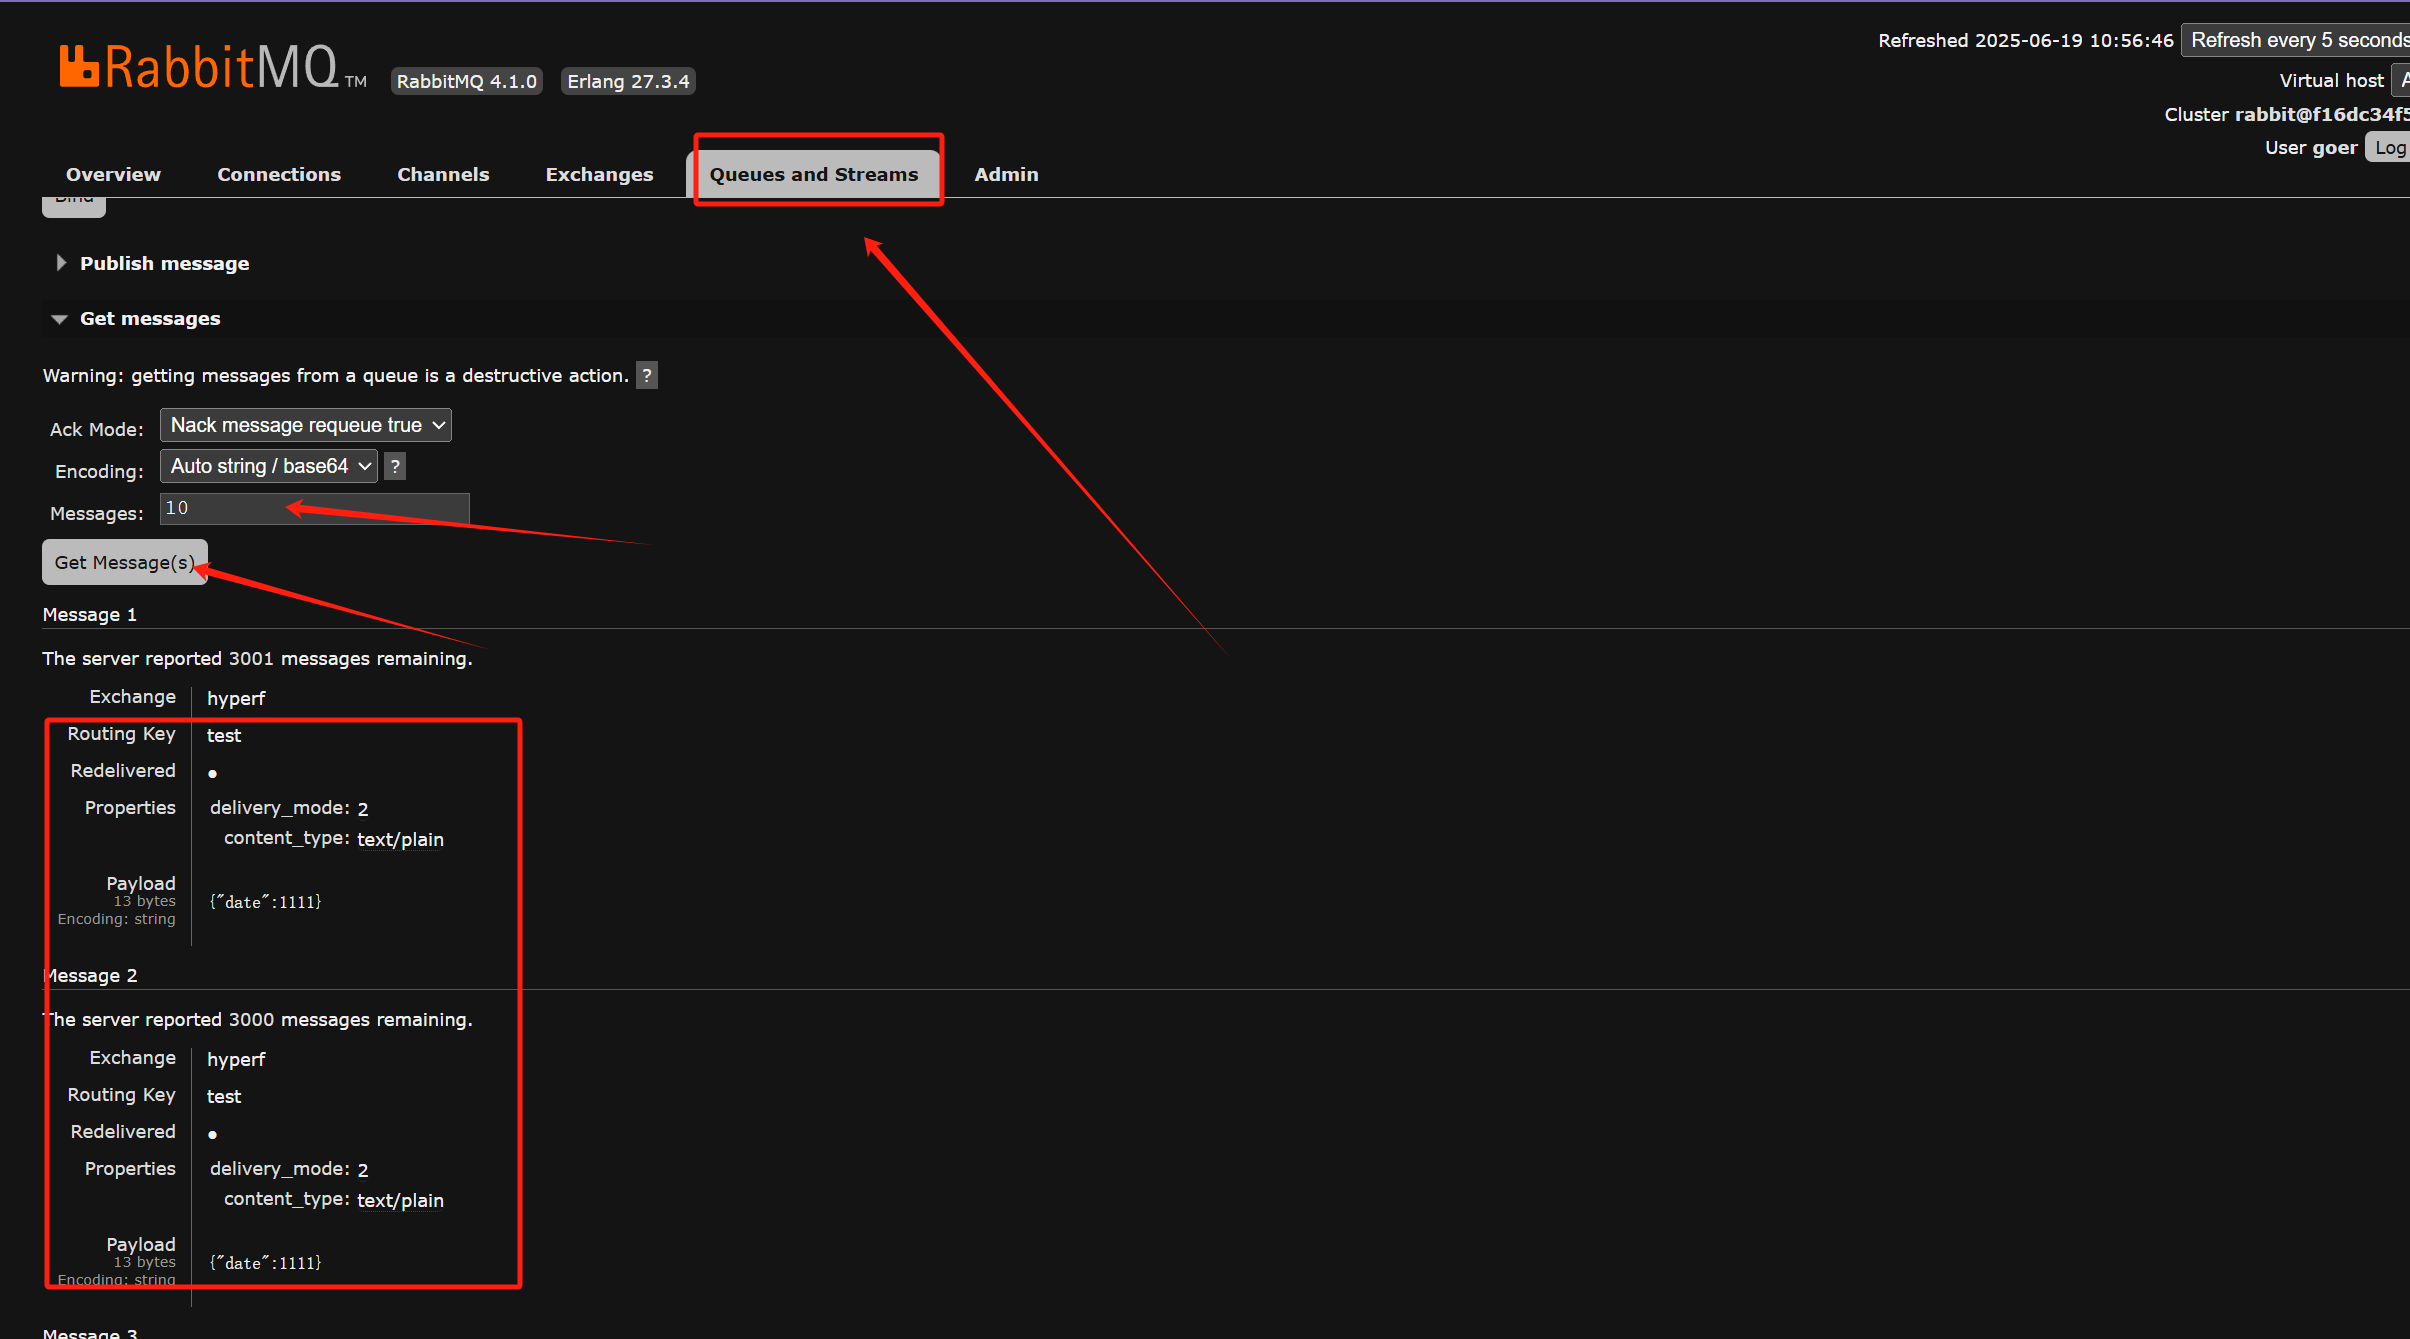 Refreshed 2025-06-19 10:56:46 Refresh every 5 seconds
RabbitMQ TM RabbitMQ 4.1.0 Erlang 27.3.4
Virtual host
Cluster rabbit@f16dc34f5
User goer Log
Overview Connections Channels Exchanges Queues and Streams Admin
Bind
Publish message
Get messages
Warning: getting messages from a queue is a destructive action. ?
Ack Mode: Nack message requeue true
Encoding: Auto string / base64 ?
Messages: 10
Get Message(s)
Message 1
The server reported 3001 messages remaining.
Exchange hyperf
Routing Key test
Redelivered ●
Properties delivery_mode: 2
content_type: text/plain
Payload
13 bytes
Encoding: string
{"date":1111}
Message 2
The server reported 3000 messages remaining.
Exchange hyperf
Routing Key test
Redelivered ●
Properties delivery_mode: 2
content_type: text/plain
Payload
13 bytes
Encoding: string
{"date":1111}
Message 3